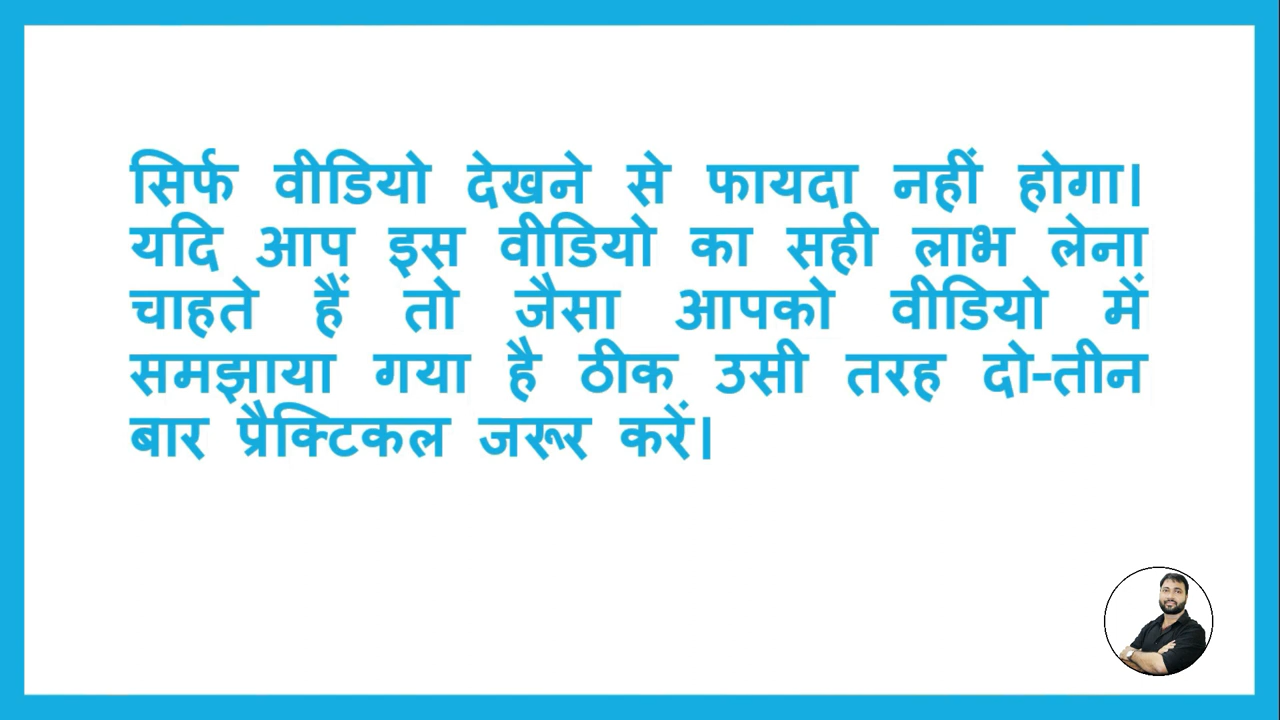 सिर्फ वीडियो देखने से फायदा नहीं होगा।
यदि आप इस वीडियो का सही लाभ लेना
चाहते हैं तो जैसा आपको वीडियो में
समझाया गया है ठीक उसी तरह दो-तीन
बार प्रैक्टिकल जरूर करें।